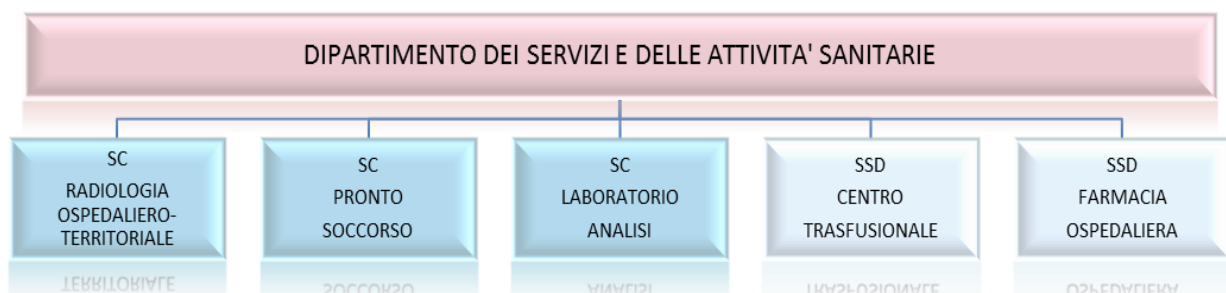 DIPARTIMENTO DEI SERVIZI E DELLE ATTIVITA' SANITARIE
SC
RADIOLOGIA
OSPEDALIERO-
TERRITORIALE
SC
PRONTO
SOCCORSO
SC
LABORATORIO
ANALISI
SSD
CENTRO
TRASFUSIONALE
SSD
FARMACIA
OSPEDALIERA